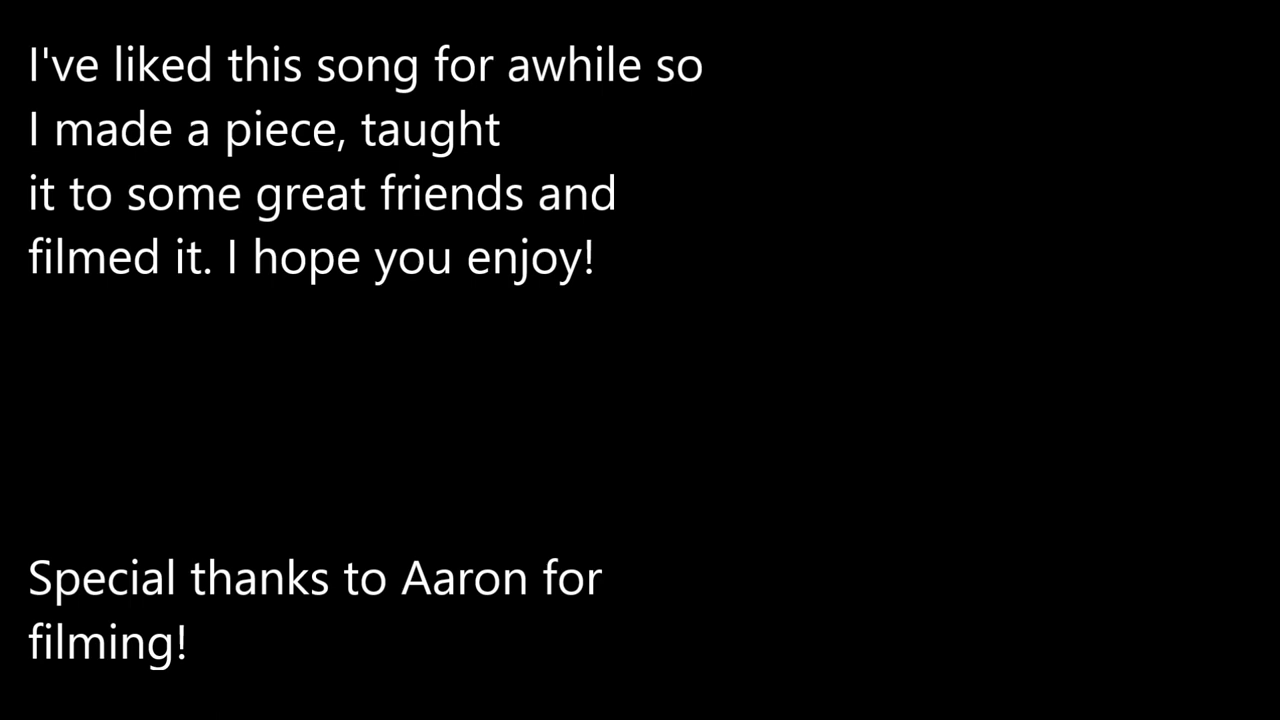 I've liked this song for awhile so
I made a piece, taught
it to some great friends and
filmed it. I hope you enjoy!
Special thanks to Aaron for
filming!